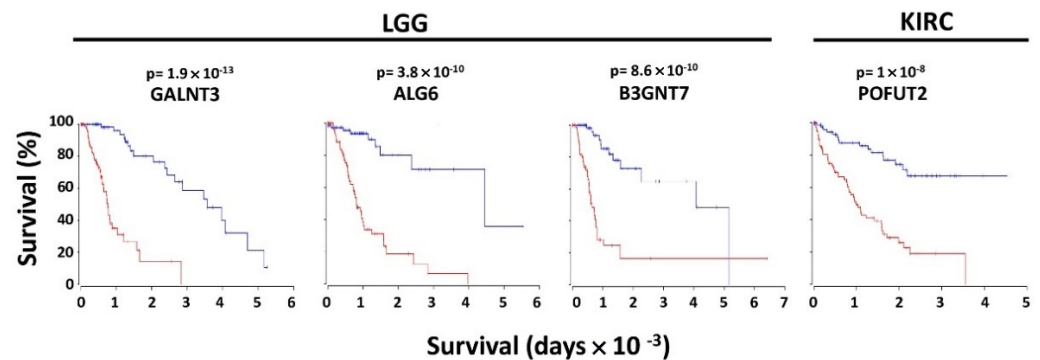 LGG KIRC
p= 1.9 × 10-13 p= 3.8 × 10-10 p= 8.6 × 10-10 p= 1 × 10-8
GALNT3 ALG6 B3GNT7 POFUT2
Survival (%)
100
80
60
40
20
0
0 1 2 3 4 5 6 0 1 2 3 4 5 6 0 1 2 3 4 5 6 7 0 1 2 3 4 5
Survival (days × 10 -3)